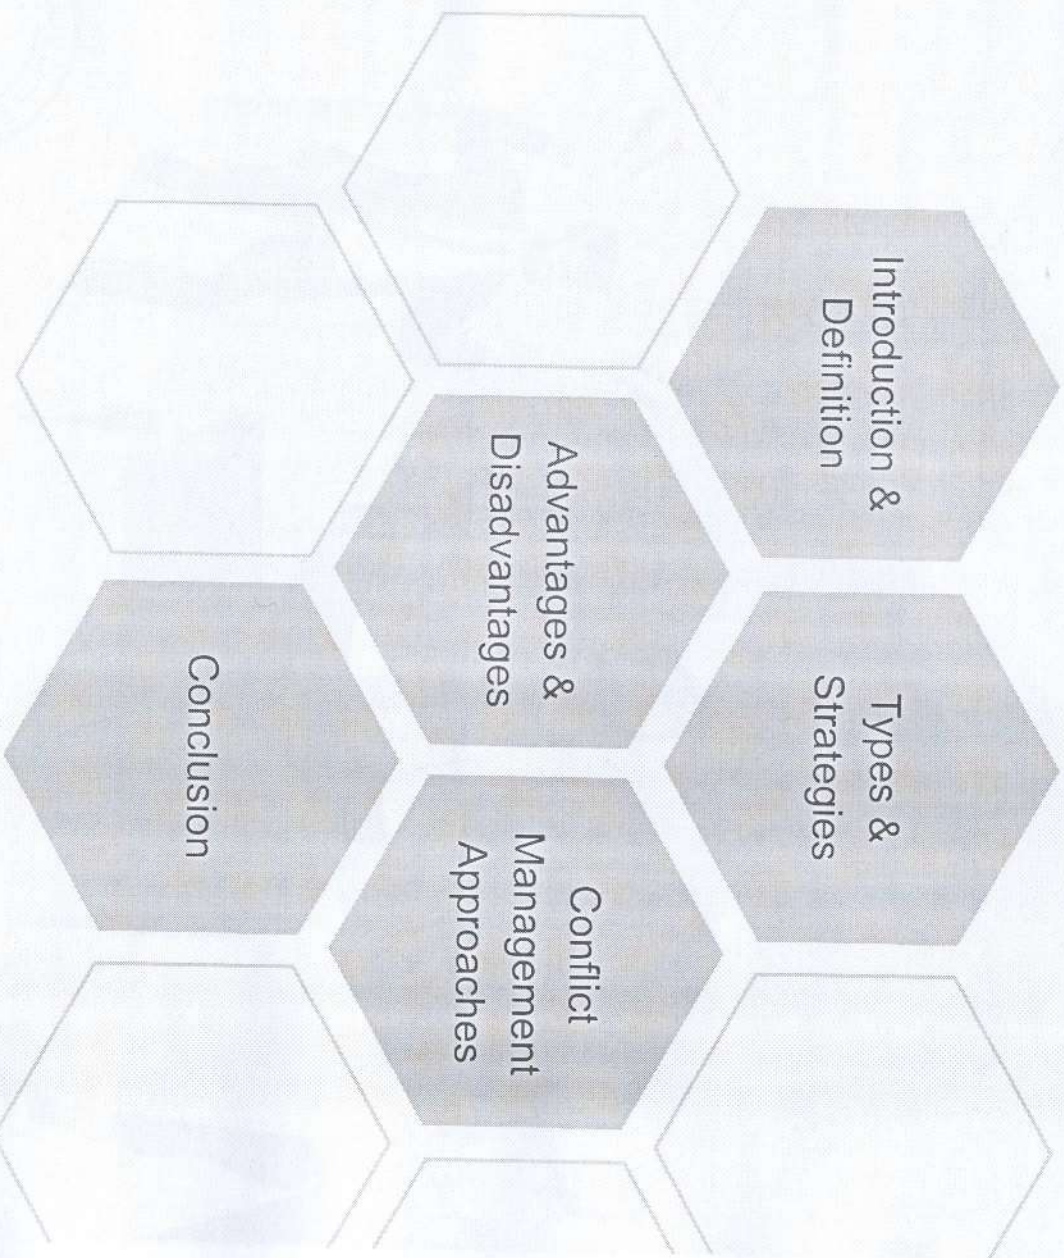 Introduction &
Definition
Types &
Strategies
Advantages &
Disadvantages
Conflict
Management
Approaches
Conclusion